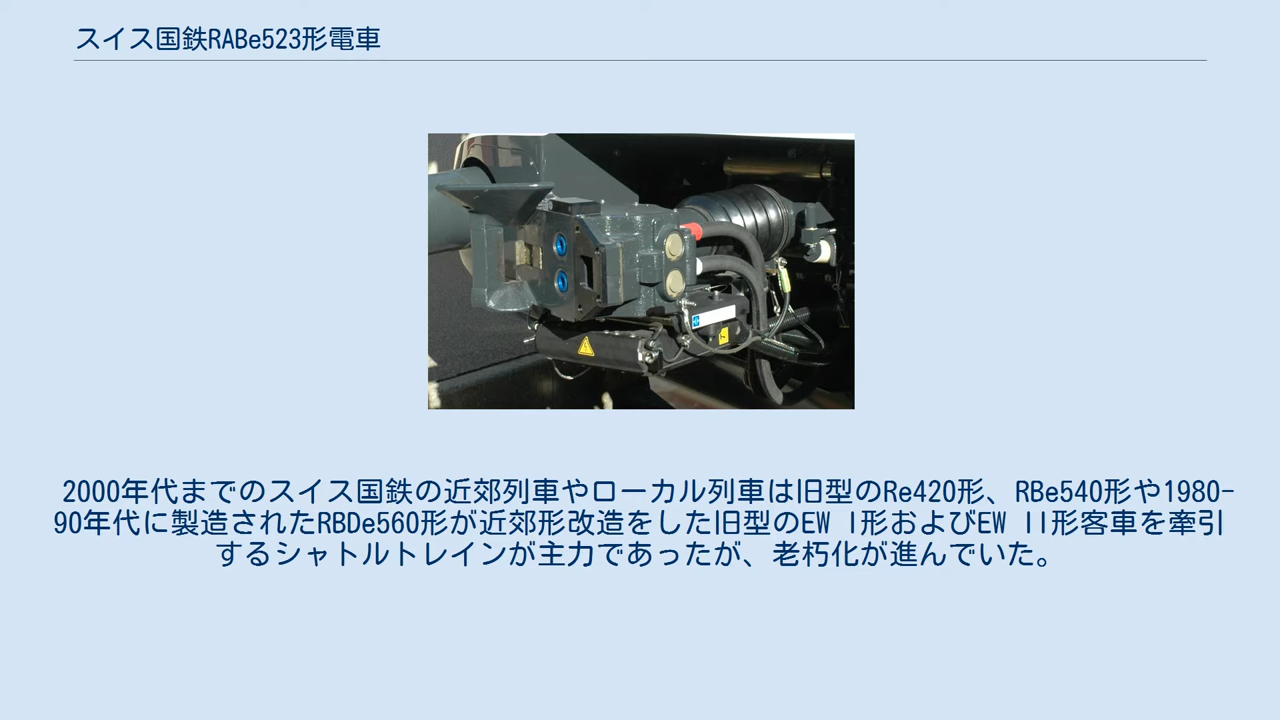 スイス国鉄RABe523形電車
2000年代までのスイス国鉄の近郊列車やローカル列車は旧型のRe420形、RBe540形や1980-
90年代に製造されたRBDe560形が近郊形改造をした旧型のEW I形およびEW II形客車を牽引
するシャトルトレインが主力であったが、老朽化が進んでいた。